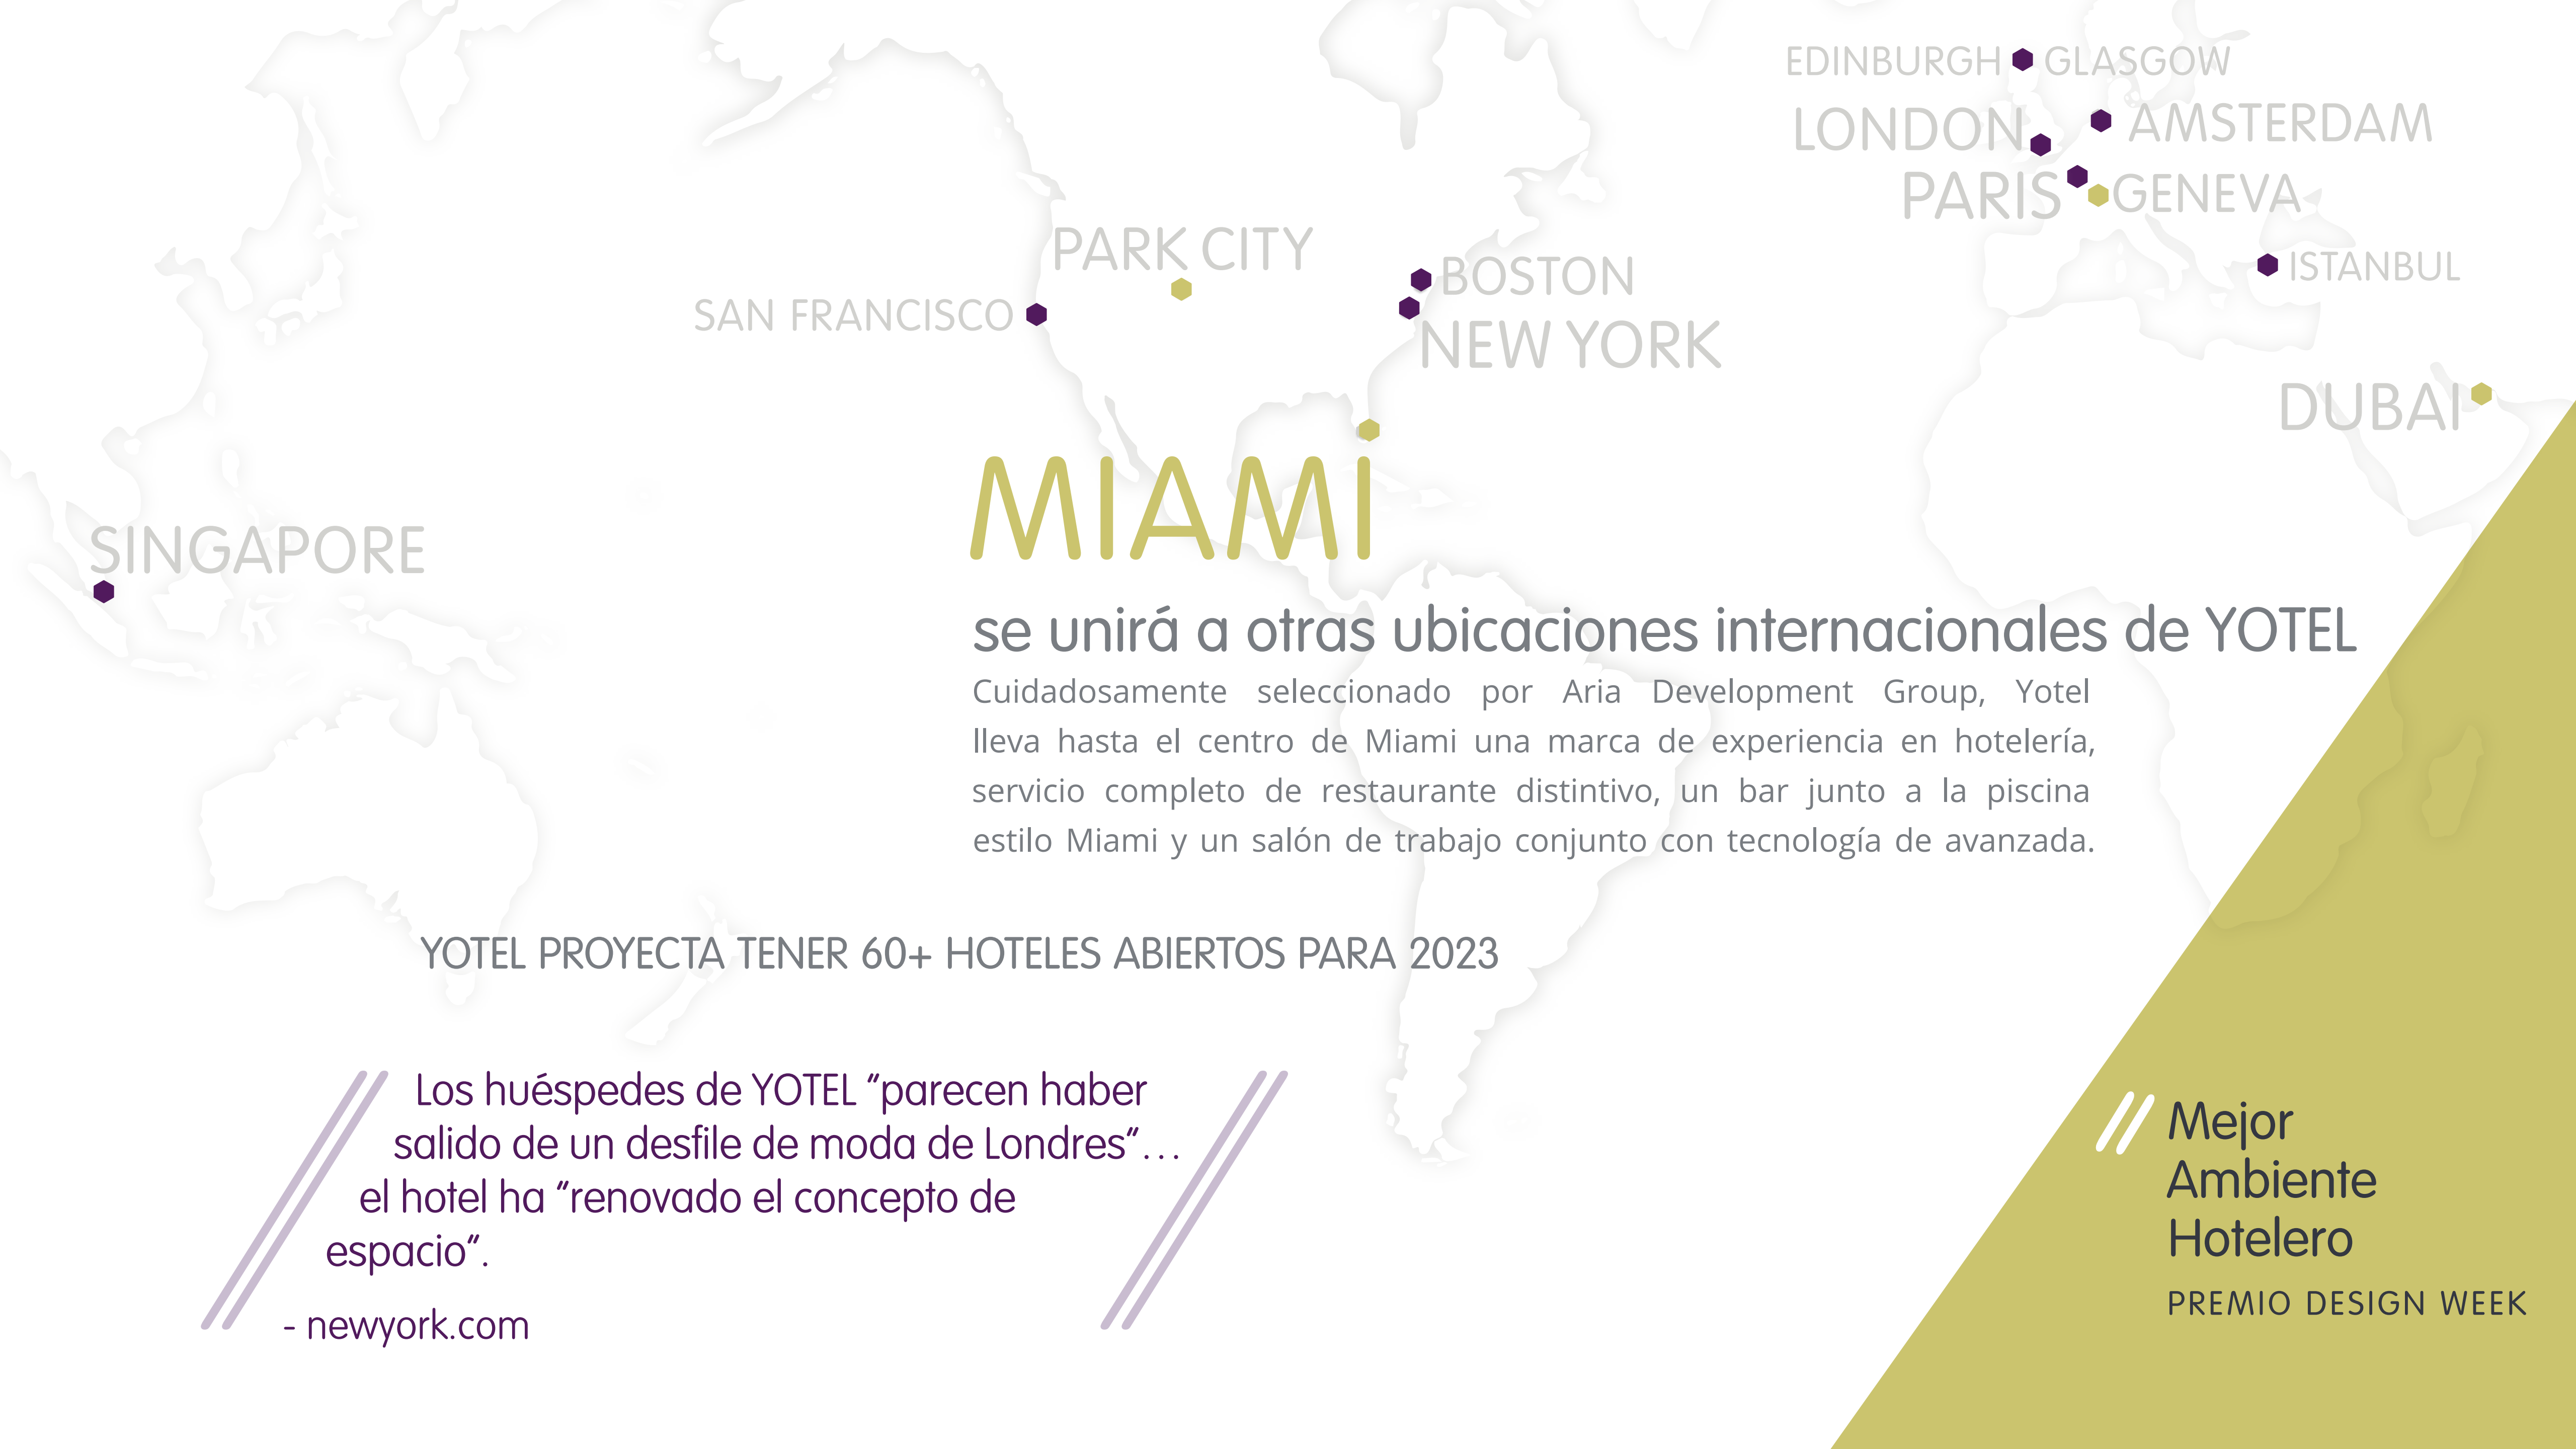 EDINBURGH GLASGOW
LONDON AMSTERDAM
PARIS GENEVA
PARK CITY
BOSTON
ISTANBUL
SAN FRANCISCO
NEW YORK
DUBAI
MIAMI
SINGAPORE
se unirá a otras ubicaciones internacionales de YOTEL
Cuidadosamente seleccionado por Aria Development Group, Yotel
lleva hasta el centro de Miami una marca de experiencia en hotelería,
servicio completo de restaurante distintivo, un bar junto a la piscina
estilo Miami y un salón de trabajo conjunto con tecnología de avanzada.
YOTEL PROYECTA TENER 60+ HOTELES ABIERTOS PARA 2023
Los huéspedes de YOTEL “parecen haber
salido de un desfile de moda de Londres”…
el hotel ha “renovado el concepto de
espacio”.
- newyork.com
Mejor
Ambiente
Hotelero
PREMIO DESIGN WEEK